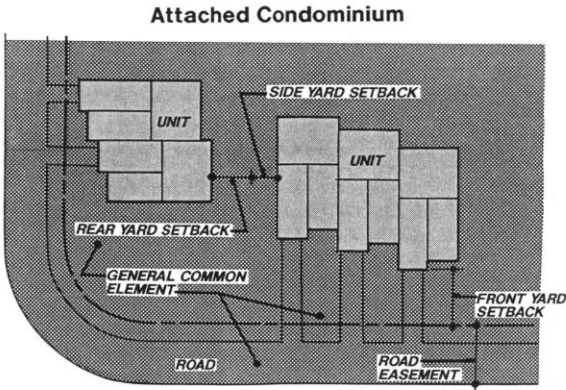 Attached Condominium
SIDE YARD SETBACK
UNIT
UNIT
REAR YARD SETBACK
GENERAL COMMON
ELEMENT
FRONT YARD
SETBACK
ROAD
ROAD
EASEMENT